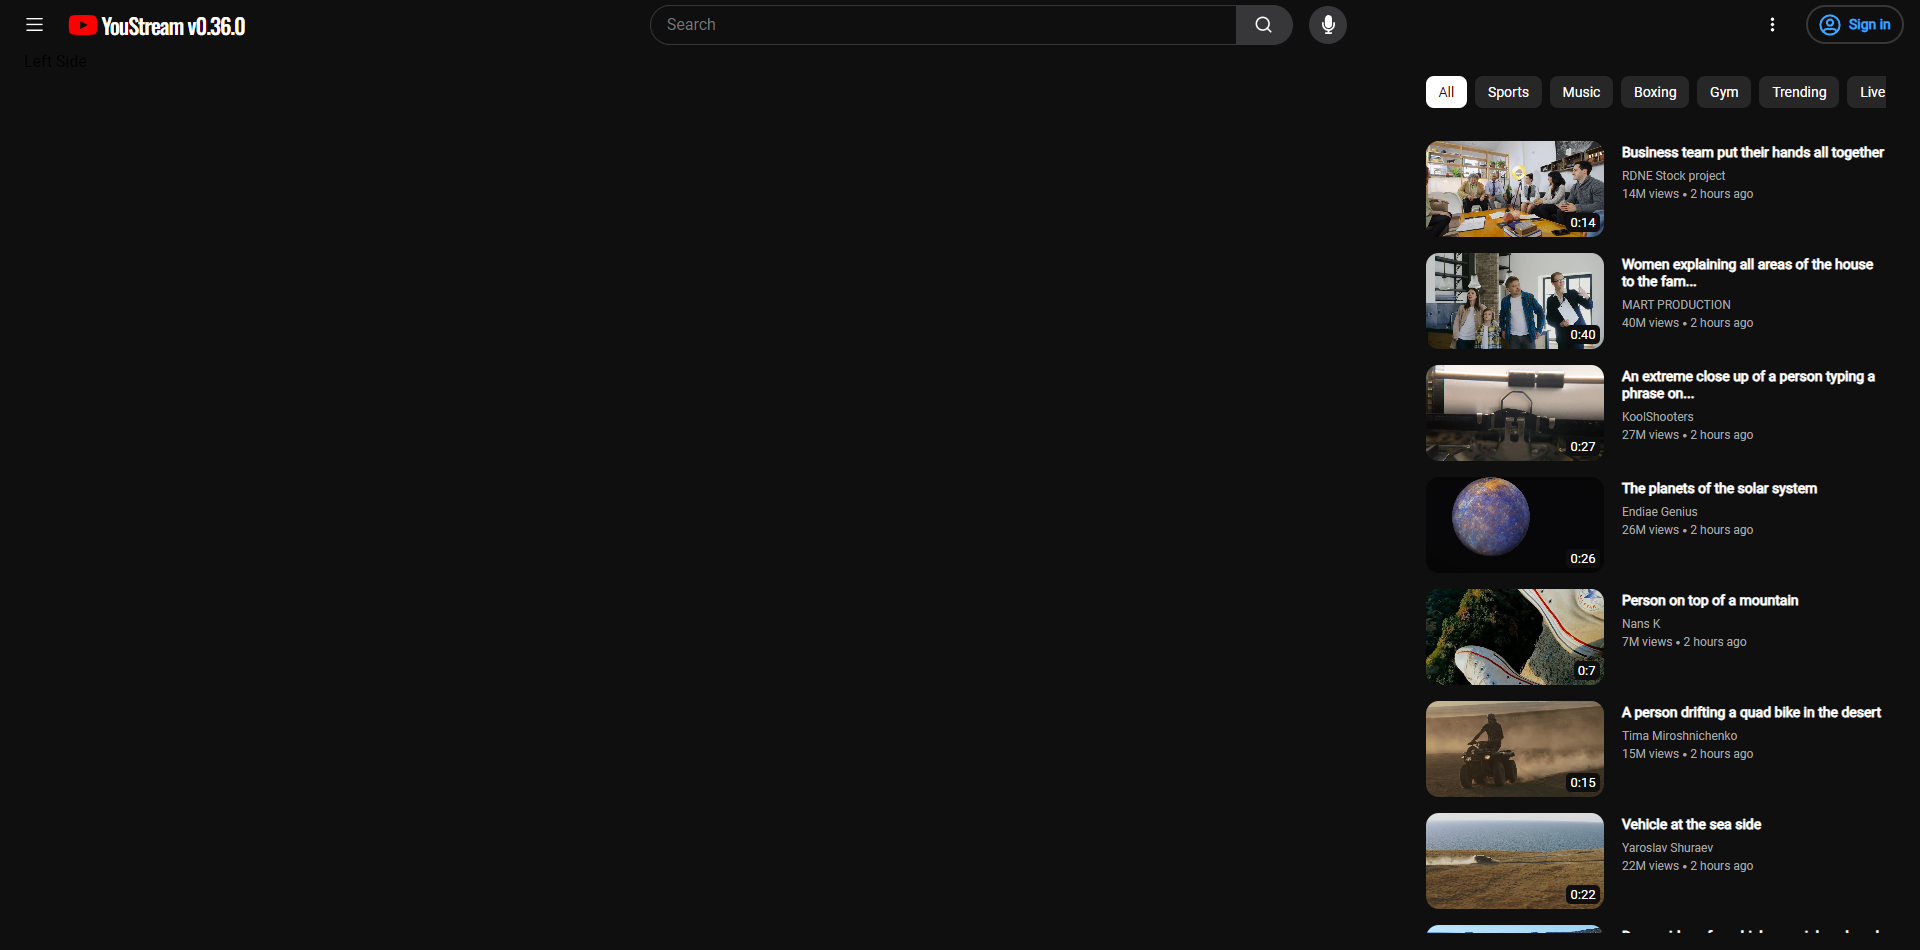 YouStream v0.36.0
Search
Sign in
Left Side
All
Sports
Music
Boxing
Gym
Trending
Live
Business team put their hands all together
RDNE Stock project
14M views • 2 hours ago
0:14
Women explaining all areas of the house
to the fam...
MART PRODUCTION
40M views • 2 hours ago
0:40
An extreme close up of a person typing a
phrase on...
KoolShooters
27M views • 2 hours ago
0:27
The planets of the solar system
Endiae Genius
26M views • 2 hours ago
0:26
Person on top of a mountain
Nans K
7M views • 2 hours ago
0:7
A person drifting a quad bike in the desert
Tima Miroshnichenko
15M views • 2 hours ago
0:15
Vehicle at the sea side
Yaroslav Shuraev
22M views • 2 hours ago
0:22